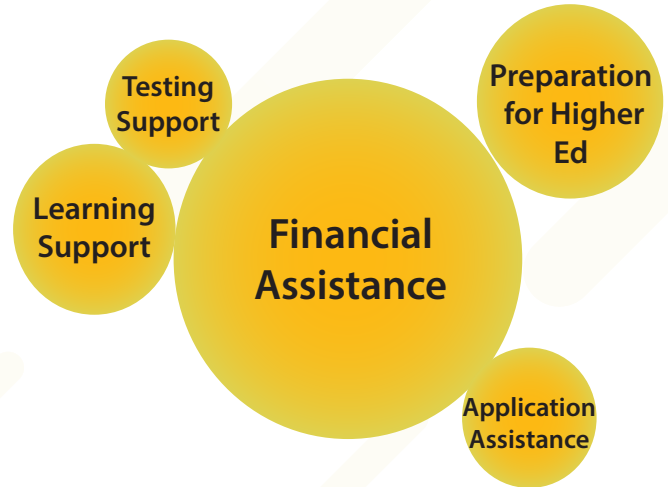 Testing
Support
Preparation
for Higher
Ed
Learning
Support
Financial
Assistance
Application
Assistance